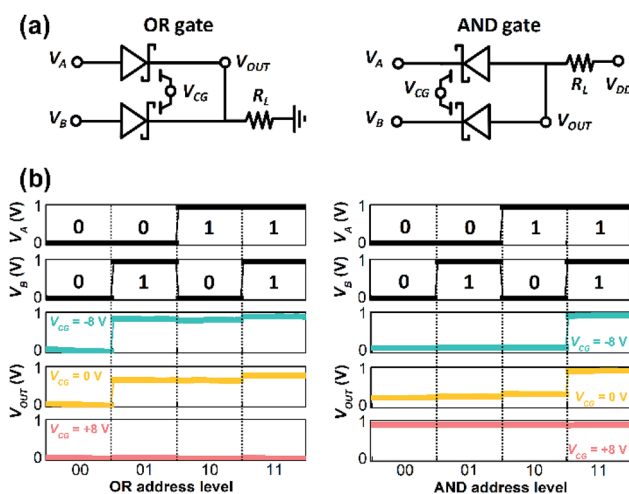 (a)
OR gate
AND gate
V_A
V_OUT
V_CG
R_L
V_B
V_A
V_CG
R_L
V_DD
V_B
V_OUT
(b)
V_A (V)
1
0
0 0 1 1
V_B (V)
1
0
0 1 0 1
V_OUT (V)
1
0
V_CG = -8 V
1
0
V_CG = 0 V
1
0
V_CG = +8 V
00 01 10 11
OR address level
V_A (V)
1
0
0 0 1 1
V_B (V)
1
0
0 1 0 1
V_OUT (V)
1
0
V_CG = -8 V
1
0
V_CG = 0 V
1
0
V_CG = +8 V
00 01 10 11
AND address level